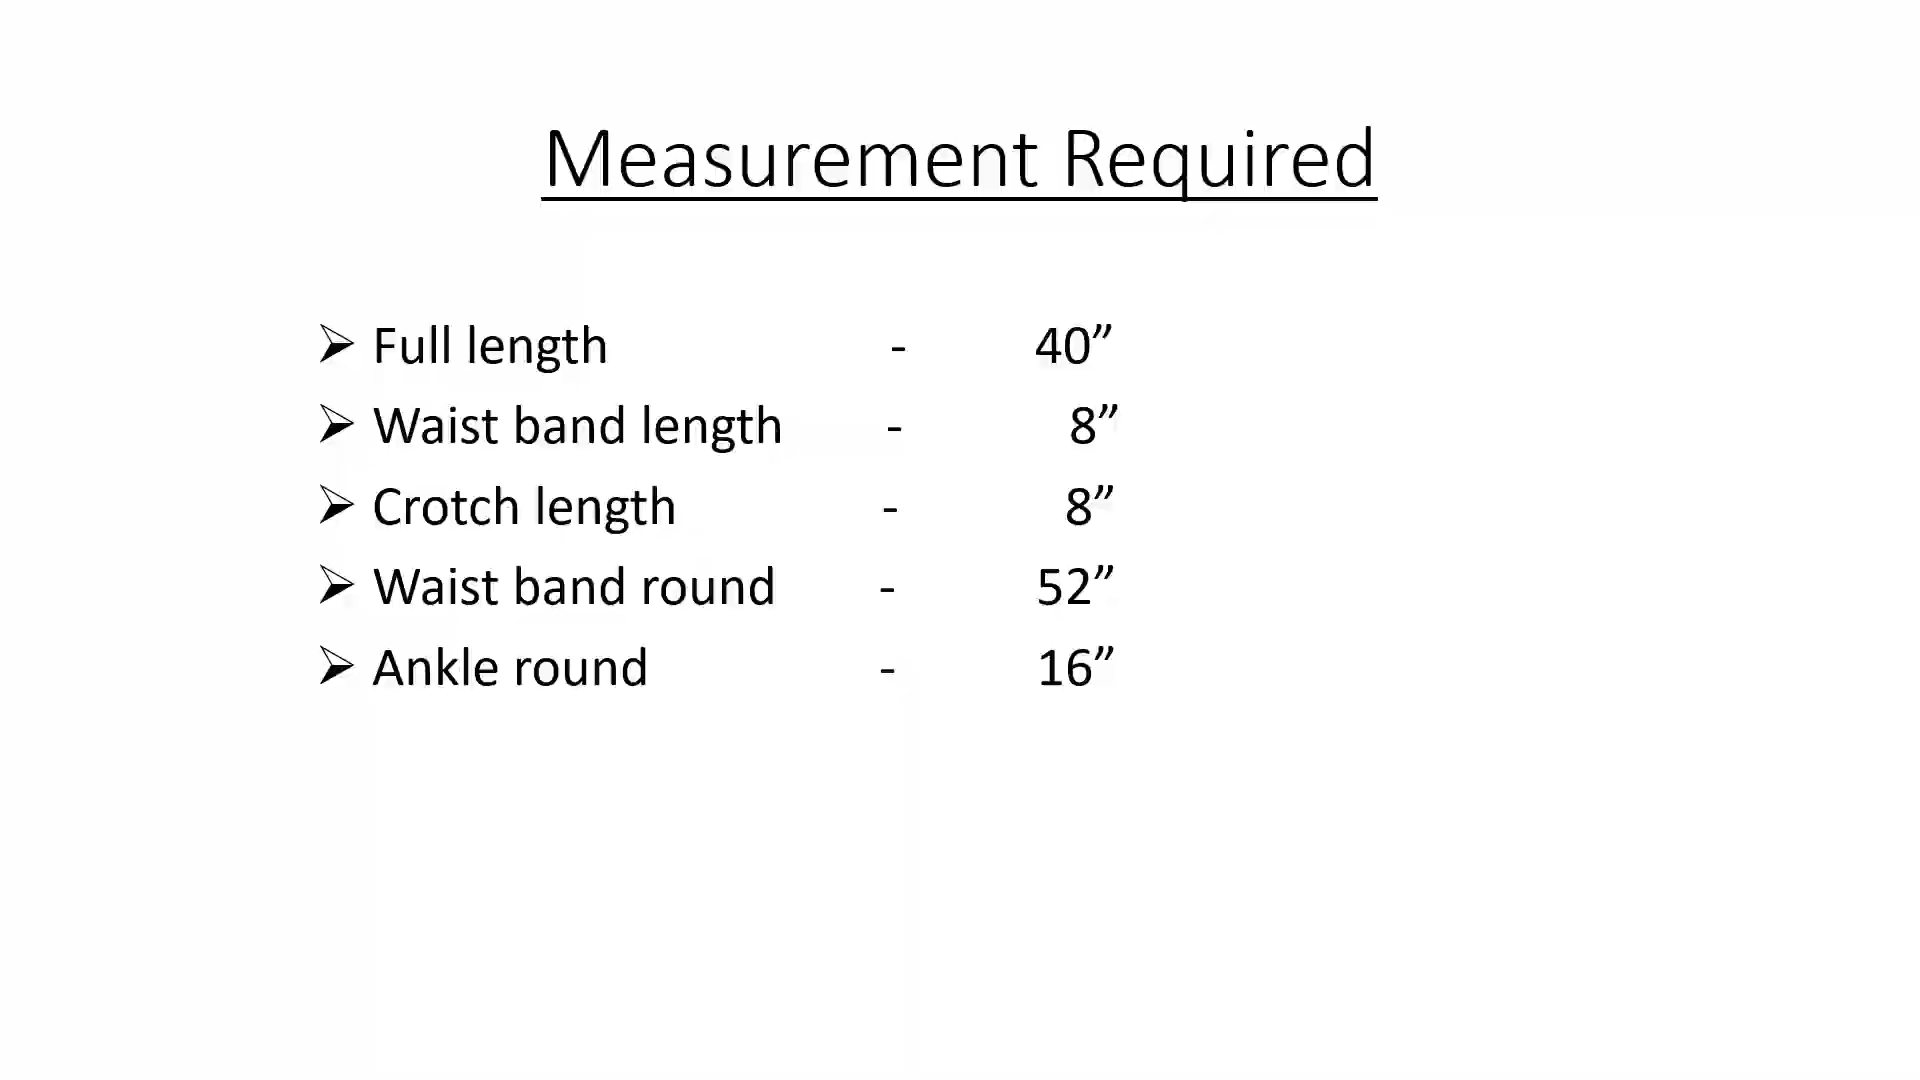 Measurement Required
➢ Full length - 40”
➢ Waist band length - 8”
➢ Crotch length - 8”
➢ Waist band round - 52”
➢ Ankle round - 16”